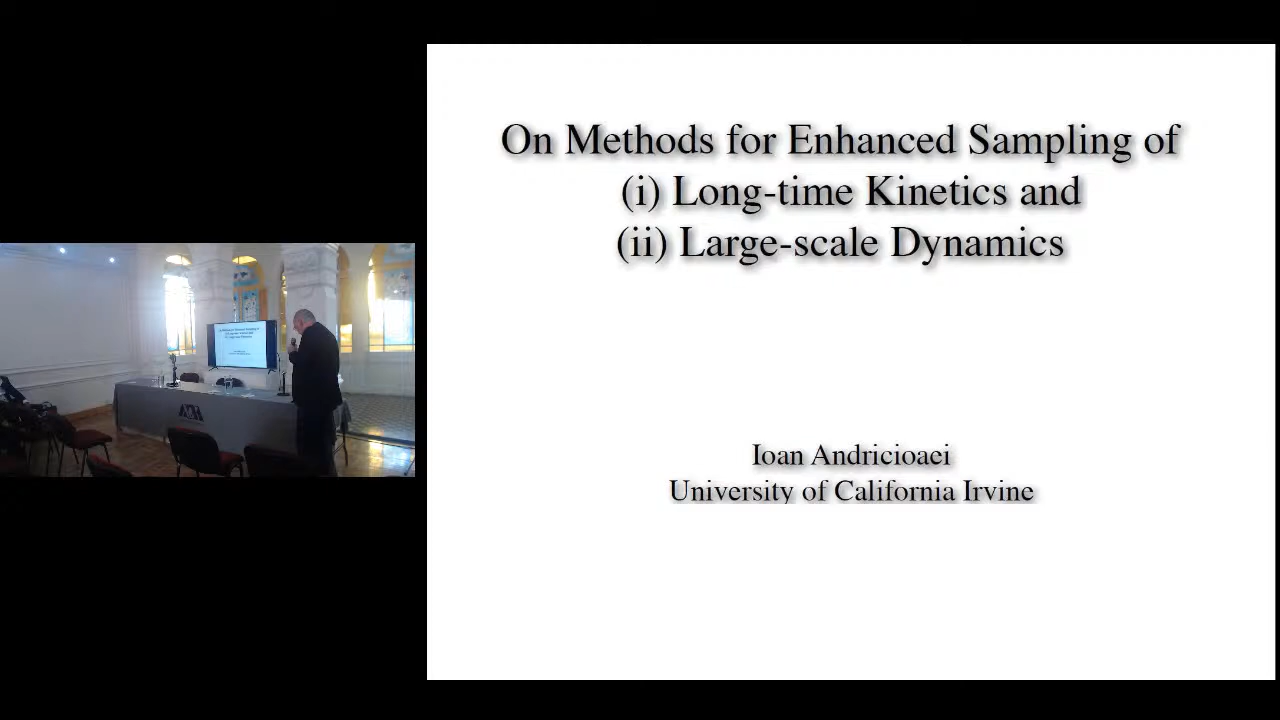 On Methods for Enhanced Sampling of
(i) Long-time Kinetics and
(ii) Large-scale Dynamics
Ioan Andricioaei
University of California Irvine